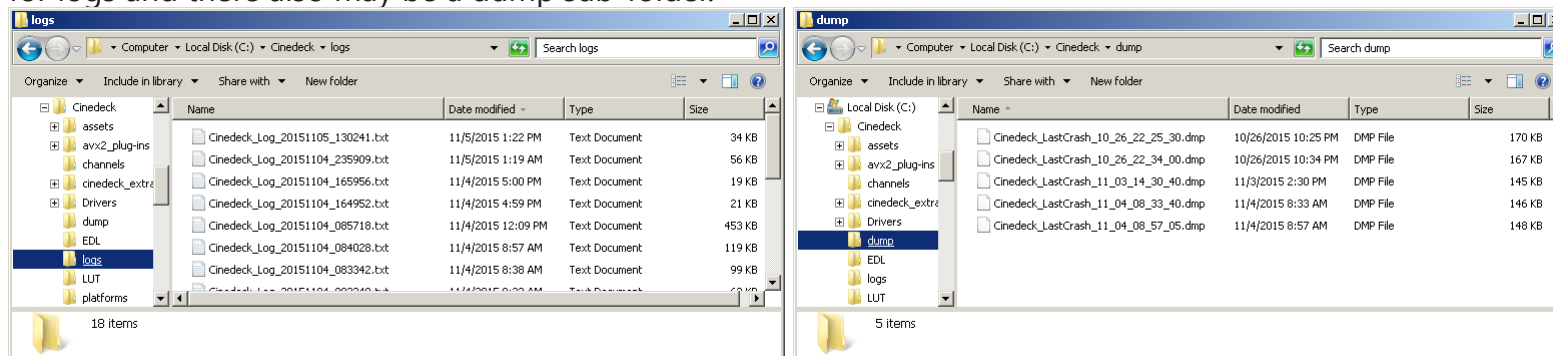 for logs and there also may be a dump sub-folder.
logs
Computer Local Disk (C:) Cinedeck logs
Search logs
Organize Include in library Share with New folder
Cinedeck
assets
avx2_plug-ins
channels
cinedeck_extra
Drivers
dump
EDL
logs
LUT
platforms
Name Date modified Type Size
Cinedeck_Log_20151105_130241.txt 11/5/2015 1:22 PM Text Document 34 KB
Cinedeck_Log_20151104_235909.txt 11/5/2015 1:19 AM Text Document 56 KB
Cinedeck_Log_20151104_165956.txt 11/4/2015 5:00 PM Text Document 19 KB
Cinedeck_Log_20151104_164952.txt 11/4/2015 4:59 PM Text Document 21 KB
Cinedeck_Log_20151104_085718.txt 11/4/2015 12:09 PM Text Document 453 KB
Cinedeck_Log_20151104_084028.txt 11/4/2015 8:57 AM Text Document 119 KB
Cinedeck_Log_20151104_083342.txt 11/4/2015 8:38 AM Text Document 99 KB
18 items
dump
Computer Local Disk (C:) Cinedeck dump
Search dump
Organize Include in library Share with New folder
Local Disk (C:)
Cinedeck
assets
avx2_plug-ins
channels
cinedeck_extra
Drivers
dump
EDL
logs
LUT
Name Date modified Type Size
Cinedeck_LastCrash_10_26_22_25_30.dmp 10/26/2015 10:25 PM DMP File 170 KB
Cinedeck_LastCrash_10_26_22_34_00.dmp 10/26/2015 10:34 PM DMP File 167 KB
Cinedeck_LastCrash_11_03_14_30_40.dmp 11/3/2015 2:30 PM DMP File 145 KB
Cinedeck_LastCrash_11_04_08_33_40.dmp 11/4/2015 8:33 AM DMP File 146 KB
Cinedeck_LastCrash_11_04_08_57_05.dmp 11/4/2015 8:57 AM DMP File 148 KB
5 items